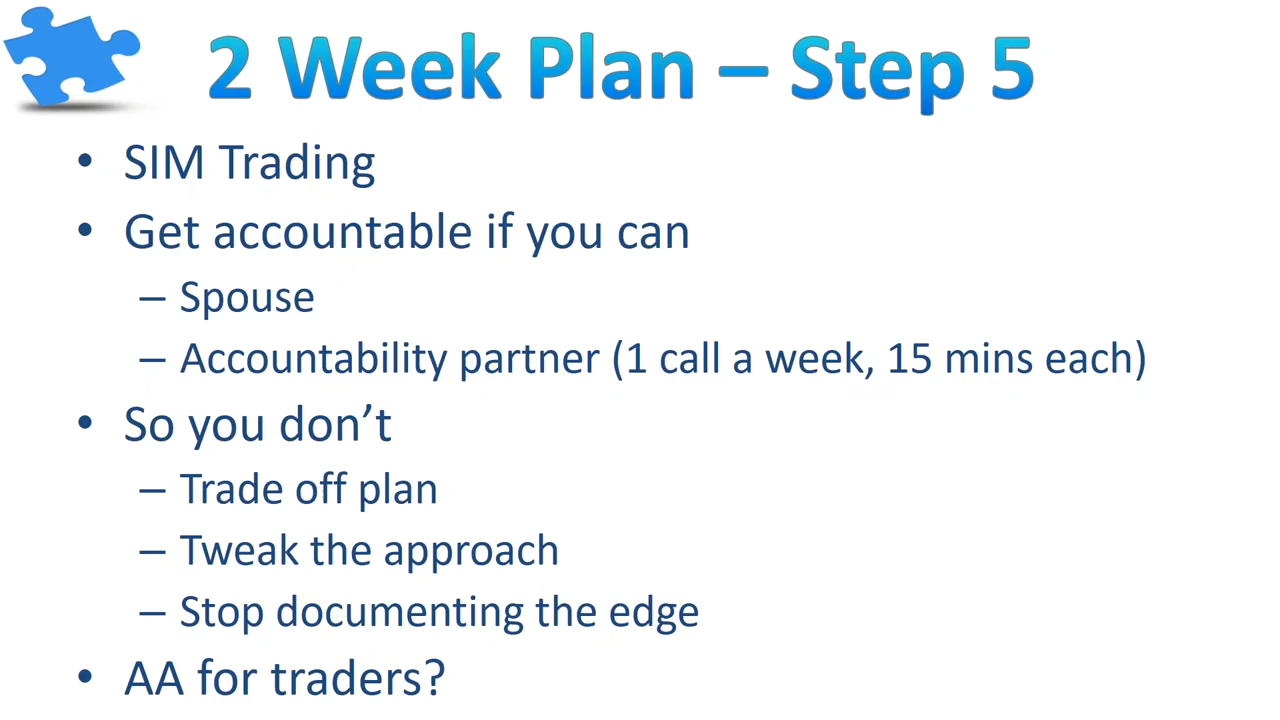 2 Week Plan – Step 5
• SIM Trading
• Get accountable if you can
– Spouse
– Accountability partner (1 call a week, 15 mins each)
• So you don’t
– Trade off plan
– Tweak the approach
– Stop documenting the edge
• AA for traders?